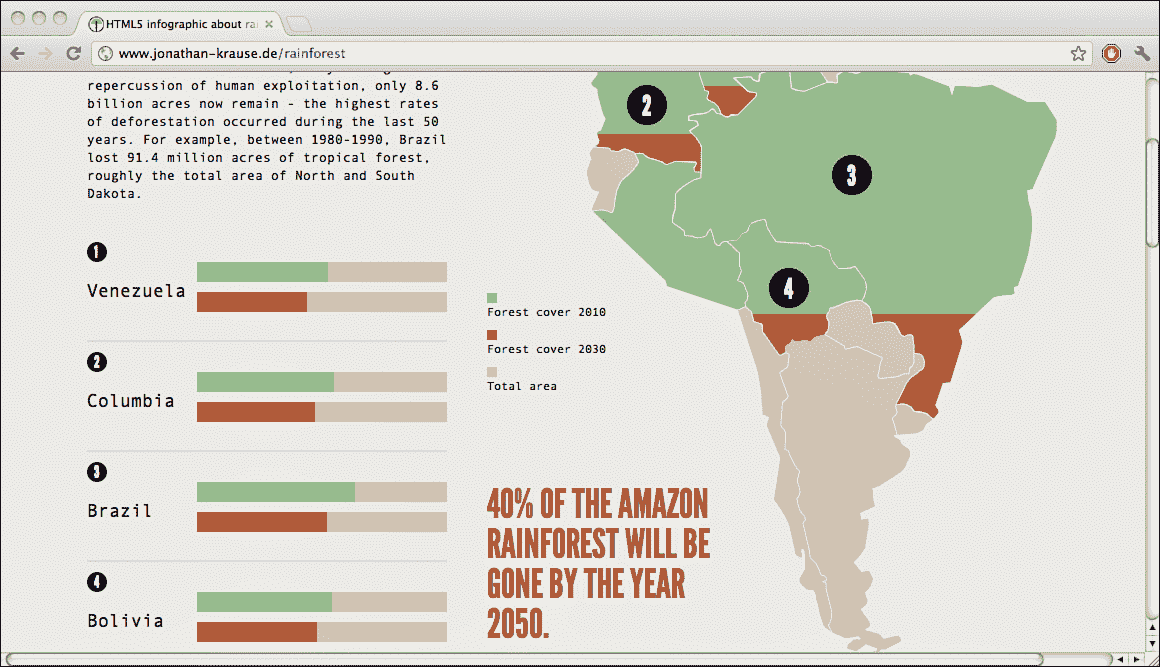 HTML5 infographic about rai
www.jonathan-krause.de/rainforest
repercussion of human exploitation, only 8.6
billion acres now remain - the highest rates
of deforestation occurred during the last 50
years. For example, between 1980-1990, Brazil
lost 91.4 million acres of tropical forest,
roughly the total area of North and South
Dakota.
1
Venezuela
2
Columbia
3
Brazil
4
Bolivia
Forest cover 2010
Forest cover 2030
Total area
40% OF THE AMAZON
RAINFOREST WILL BE
GONE BY THE YEAR
2050.
2
3
4